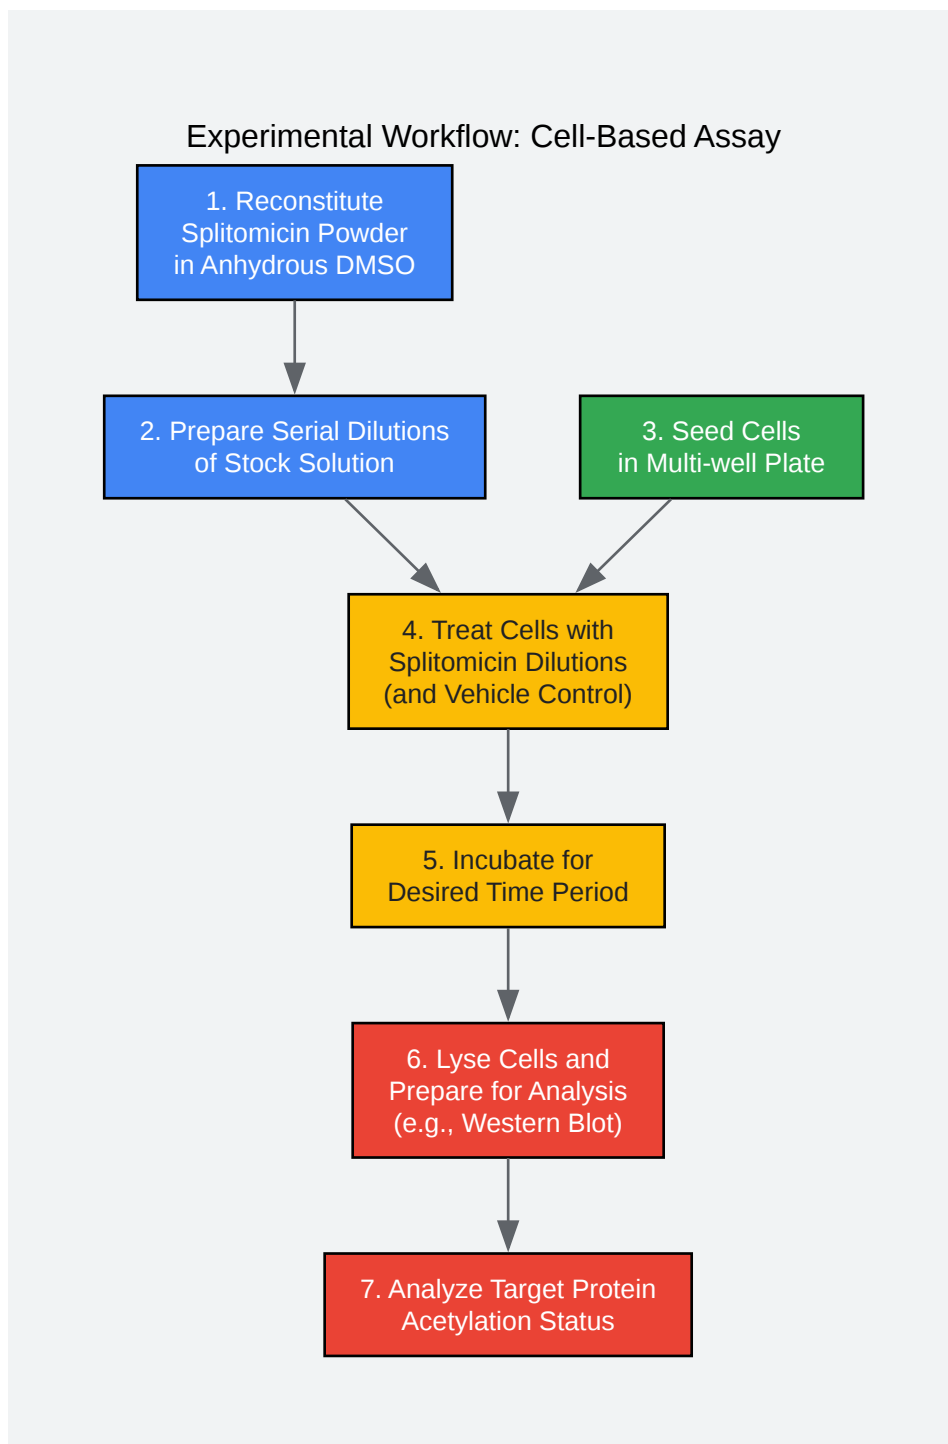 Experimental Workflow: Cell-Based Assay
1. Reconstitute
Splitomicin Powder
in Anhydrous DMSO
2. Prepare Serial Dilutions
of Stock Solution
3. Seed Cells
in Multi-well Plate
4. Treat Cells with
Splitomicin Dilutions
(and Vehicle Control)
5. Incubate for
Desired Time Period
6. Lyse Cells and
Prepare for Analysis
(e.g., Western Blot)
7. Analyze Target Protein
Acetylation Status